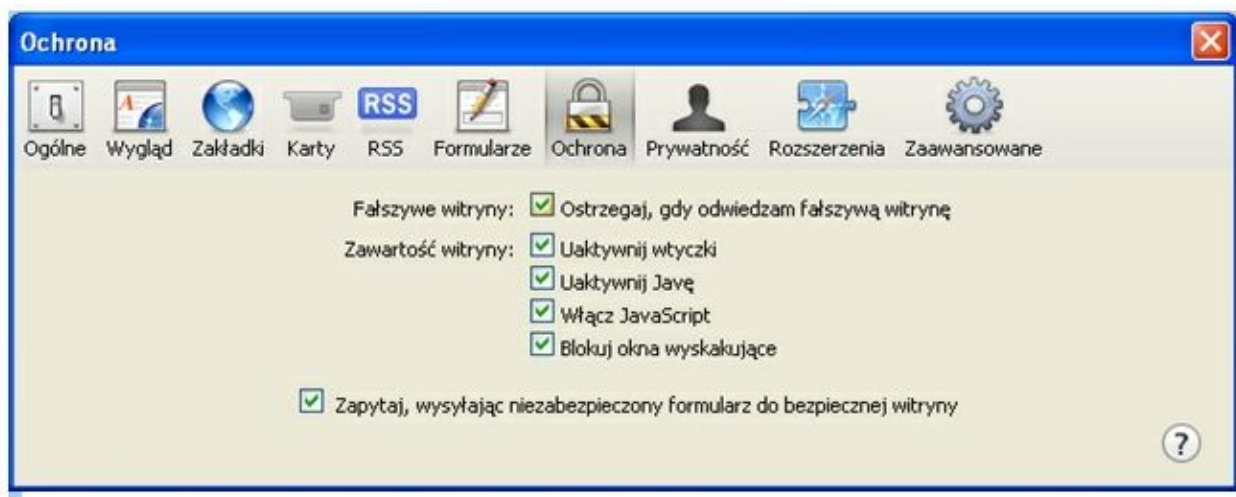 Ochrona
RSS
Ogólne Wygląd Zakładki Karty RSS Formularze Ochrona Prywatność Rozszerzenia Zaawansowane
Fałszywe witryny: Ostrzegaj, gdy odwiedzam fałszywą witrynę
Zawartość witryny: Uaktywnij wtyczki
Uaktywnij Javę
Włącz JavaScript
Blokuj okna wyskakujące
Zapytaj, wysyłając niezabezpieczony formularz do bezpiecznej witryny
?